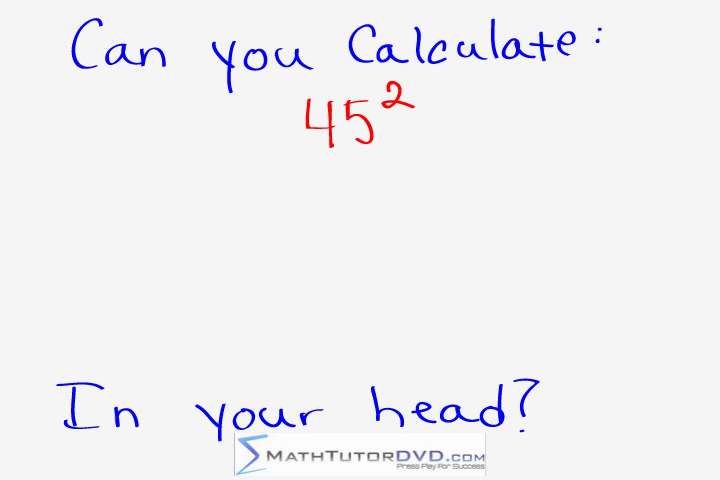 Can you Calculate:
45²
In your head?
MATHTUTORDVD.COM
Press Play For Success